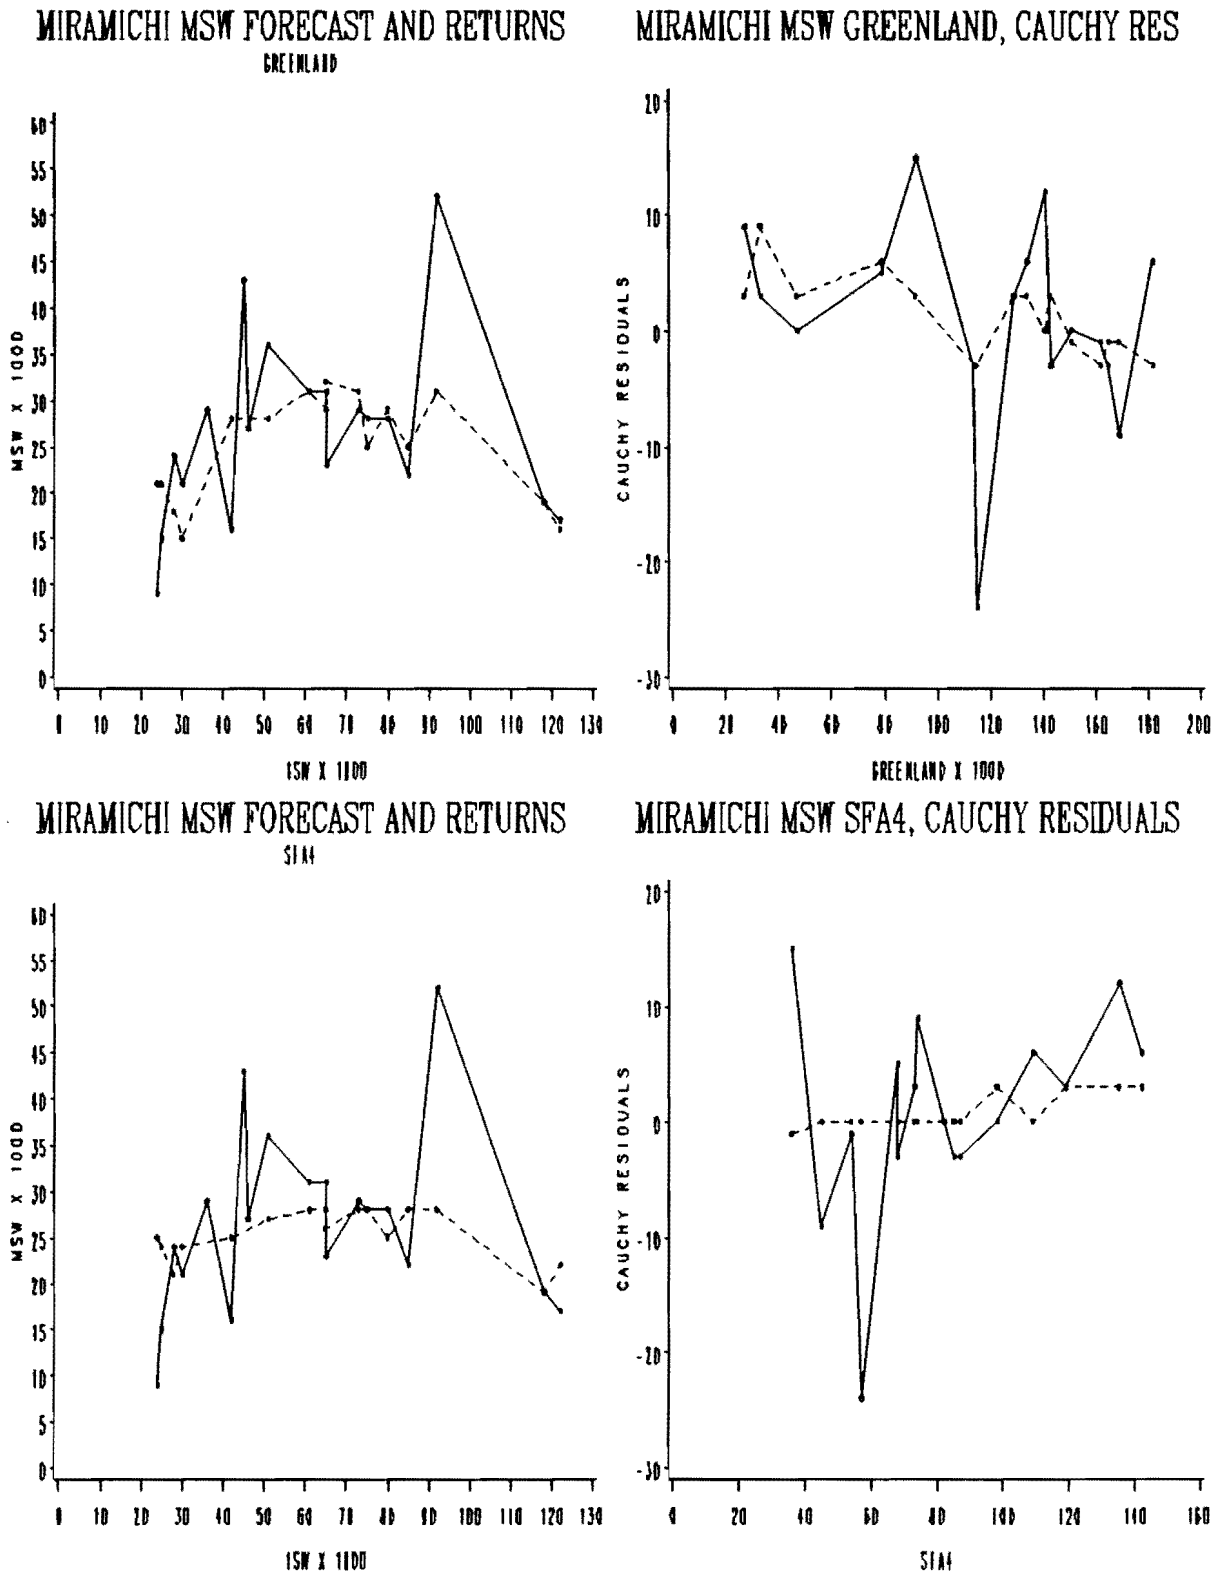 MIRAMICHI MSW FORECAST AND RETURNS
GREENLAND
60
55
50
45
40
35
30
25
20
15
10
5
0
MSW X 1000
0 10 20 30 40 50 60 70 80 90 100 110 120 130
1SW X 1000
MIRAMICHI MSW GREENLAND, CAUCHY RES
20
10
0
-10
-20
-30
CAUCHY RESIDUALS
0 20 40 60 80 100 120 140 160 180 200
GREENLAND X 1000
MIRAMICHI MSW FORECAST AND RETURNS
SFA4
60
55
50
45
40
35
30
25
20
15
10
5
0
MSW X 1000
0 10 20 30 40 50 60 70 80 90 100 110 120 130
1SW X 1000
MIRAMICHI MSW SFA4, CAUCHY RESIDUALS
20
10
0
-10
-20
-30
CAUCHY RESIDUALS
0 20 40 60 80 100 120 140 160
SFA4